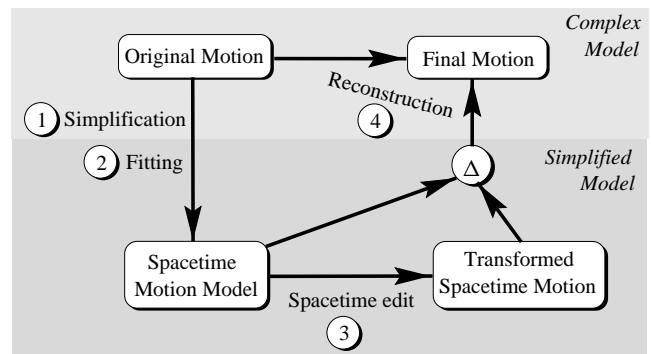 Complex
Model
Original Motion
Final Motion
Reconstruction
4
1 Simplification
2 Fitting
Simplified
Model
Δ
Spacetime
Motion Model
Transformed
Spacetime Motion
Spacetime edit
3